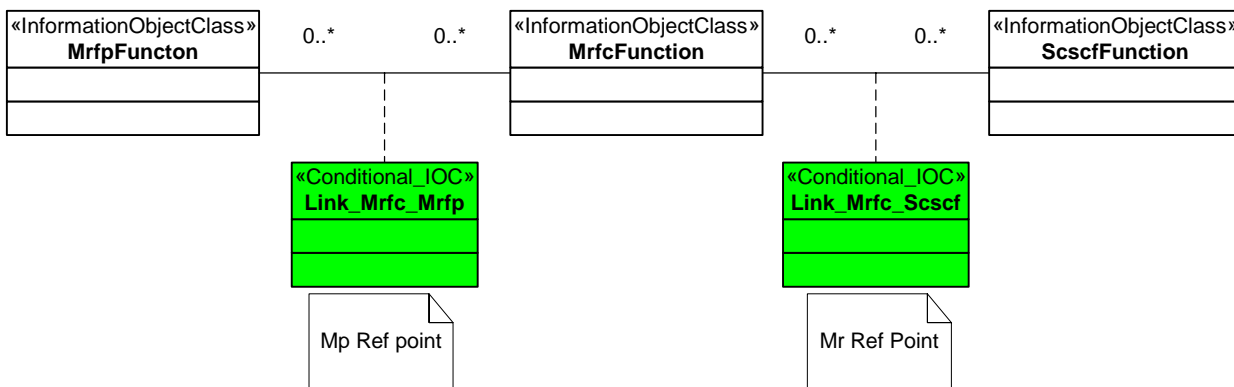 «InformationObjectClass»
MrfpFuncton
0..*
0..*
«InformationObjectClass»
MrfcFunction
0..*
0..*
«InformationObjectClass»
ScscfFunction
«Conditional_IOC»
Link_Mrfc_Mrfp
«Conditional_IOC»
Link_Mrfc_Scscf
Mp Ref point
Mr Ref Point